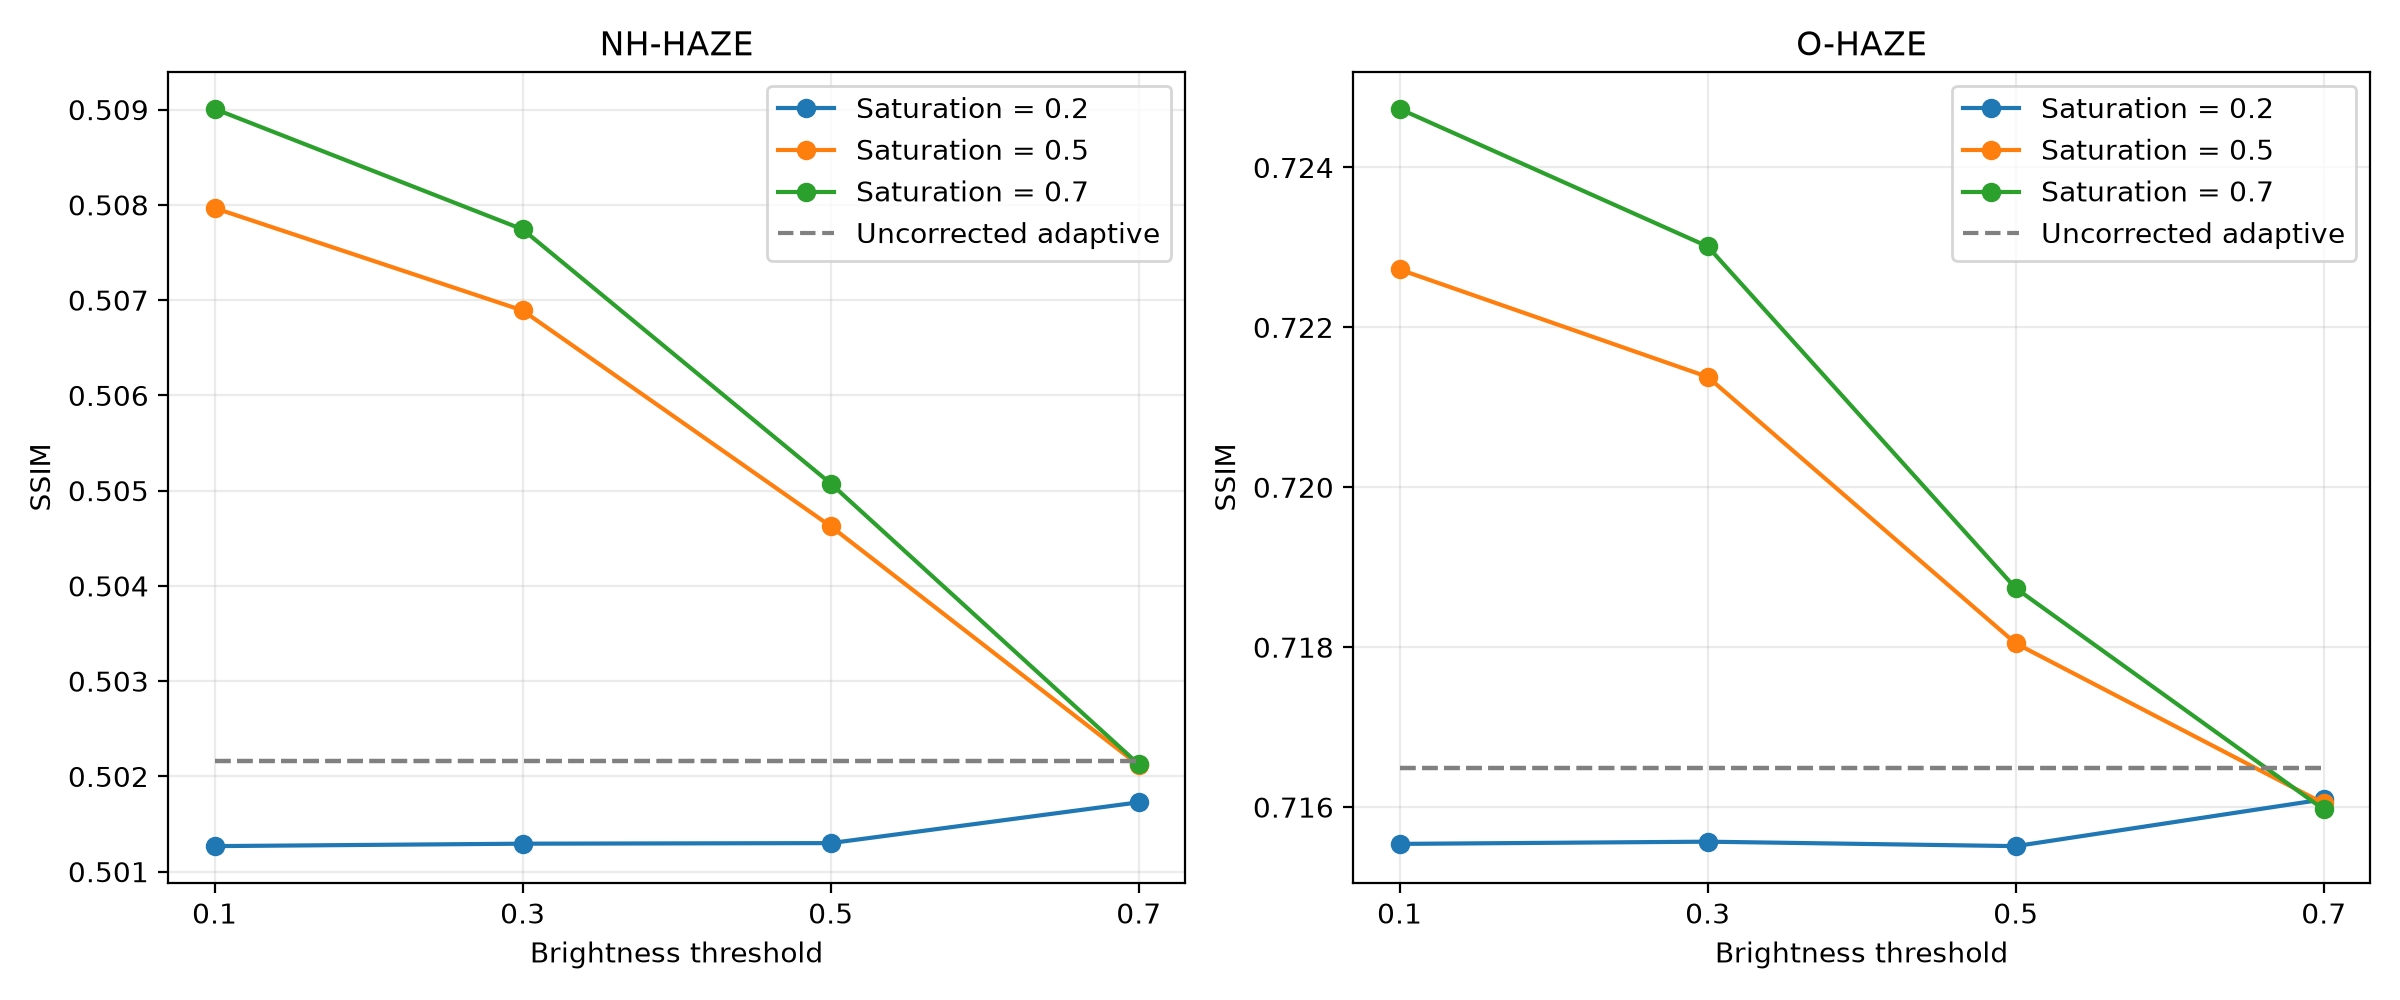 NH-HAZE
0.509
0.508
0.507
0.506
0.505
0.504
0.503
0.502
0.501
SSIM
0.1 0.3 0.5 0.7
Brightness threshold
Saturation = 0.2
Saturation = 0.5
Saturation = 0.7
Uncorrected adaptive
O-HAZE
0.724
0.722
0.720
0.718
0.716
SSIM
0.1 0.3 0.5 0.7
Brightness threshold
Saturation = 0.2
Saturation = 0.5
Saturation = 0.7
Uncorrected adaptive